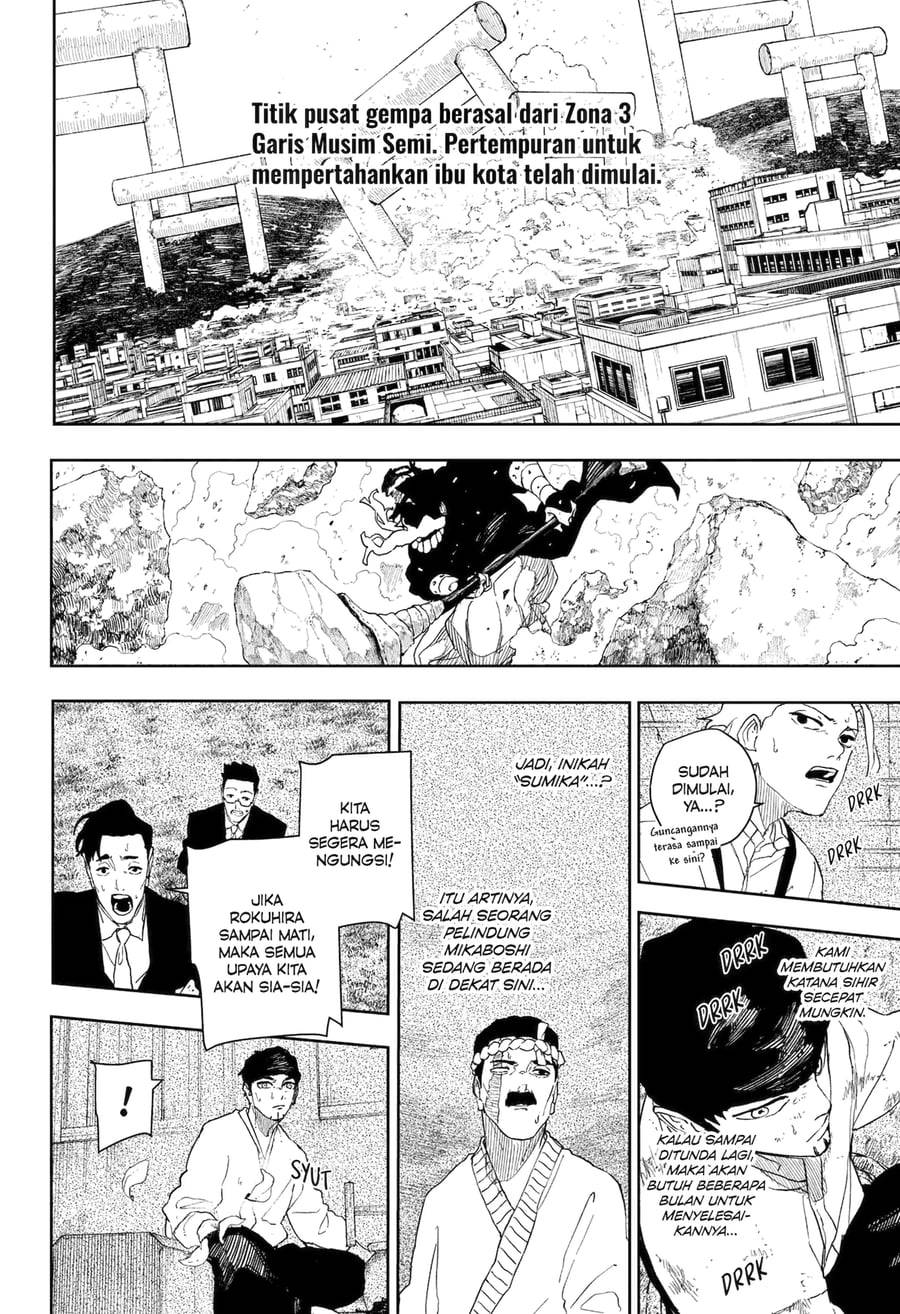 Titik pusat gempa berasal dari Zona 3
Garis Musim Semi. Pertempuran untuk
mempertahankan ibu kota telah dimulai.
SUDAH
DIMULAI,
YA...?
Guncangannya
terasa sampai
ke sini?
DRRK
DRRK
DRRK
DRRK
KAMI
MEMBUTUHKAN
KATANA SIHIR
SECEPAT
MUNGKIN.
KALAU SAMPAI
DITUNDA LAGI,
MAKA AKAN
BUTUH BEBERAPA
BULAN UNTUK
MENYELESAI-
KANNYA...
DRRK
JADI, INIKAH
"SUMIKA"...?
ITU ARTINYA,
SALAH SEORANG
PELINDUNG
MIKABOSHI
SEDANG BERADA
DI DEKAT SINI...
KITA
HARUS
SEGERA ME-
NGUNGSI!
JIKA
ROKUHIRA
SAMPAI MATI,
MAKA SEMUA
UPAYA KITA
AKAN SIA-SIA!
!
SYUT